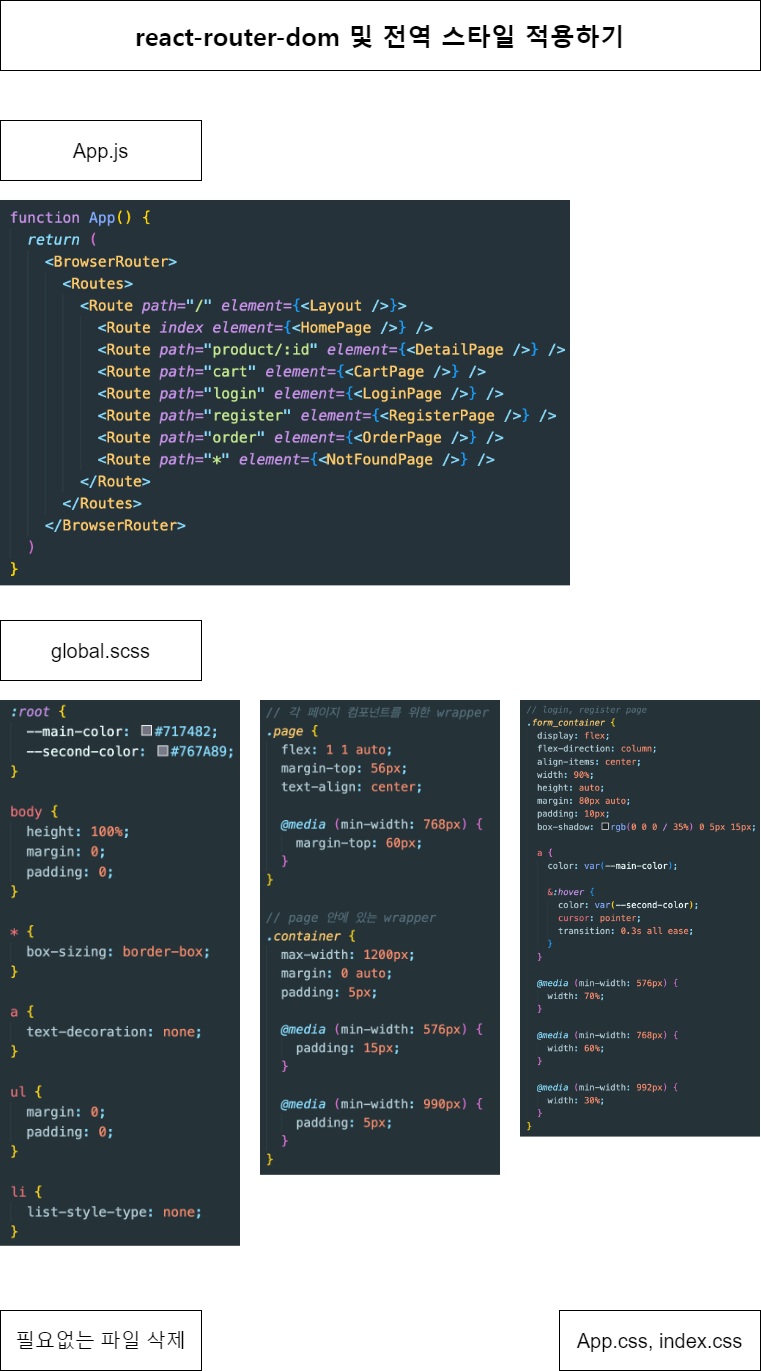 react-router-dom 및 전역 스타일 적용하기
App.js
function App() {
  return (
    <BrowserRouter>
      <Routes>
        <Route path="/" element={<Layout />}>
          <Route index element={<HomePage />} />
          <Route path="product/:id" element={<DetailPage />} />
          <Route path="cart" element={<CartPage />} />
          <Route path="login" element={<LoginPage />} />
          <Route path="register" element={<RegisterPage />} />
          <Route path="order" element={<OrderPage />} />
          <Route path="*" element={<NotFoundPage />} />
        </Route>
      </Routes>
    </BrowserRouter>
  )
}
global.scss
:root {
  --main-color: #717482;
  --second-color: #767A89;
}
body {
  height: 100%;
  margin: 0;
  padding: 0;
}
* {
  box-sizing: border-box;
}
a {
  text-decoration: none;
}
ul {
  margin: 0;
  padding: 0;
}
li {
  list-style-type: none;
}
// 각 페이지 컴포넌트를 위한 wrapper
.page {
  flex: 1 1 auto;
  margin-top: 56px;
  text-align: center;
  @media (min-width: 768px) {
    margin-top: 60px;
  }
}
// page 안에 있는 wrapper
.container {
  max-width: 1200px;
  margin: 0 auto;
  padding: 5px;
  @media (min-width: 576px) {
    padding: 15px;
  }
  @media (min-width: 990px) {
    padding: 5px;
  }
}
// login, register page
.form_container {
  display: flex;
  flex-direction: column;
  align-items: center;
  width: 90%;
  height: auto;
  margin: 80px auto;
  padding: 10px;
  box-shadow: rgb(0 0 0 / 35%) 0 5px 15px;
  a {
    color: var(--main-color);
    &:hover {
      color: var(--second-color);
      cursor: pointer;
      transition: 0.3s all ease;
    }
  }
  @media (min-width: 576px) {
    width: 70%;
  }
  @media (min-width: 768px) {
    width: 60%;
  }
  @media (min-width: 992px) {
    width: 30%;
  }
}
필요없는 파일 삭제
App.css, index.css